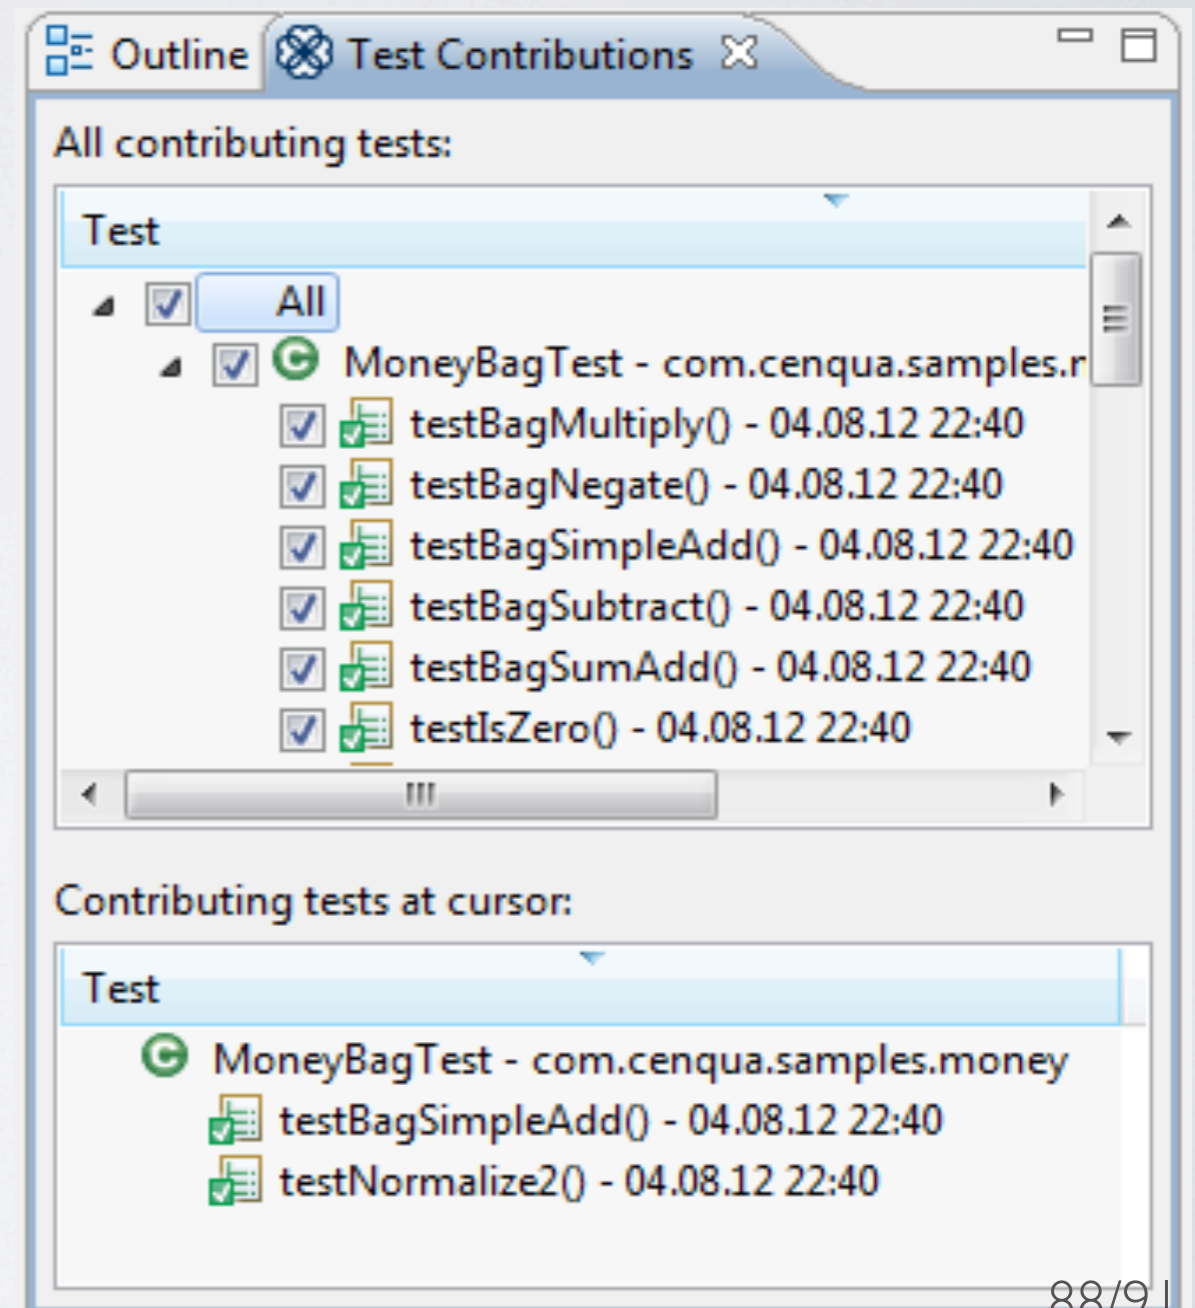 Outline Test Contributions
All contributing tests:
Test
All
MoneyBagTest - com.cenqua.samples.
testBagMultiply() - 04.08.12 22:40
testBagNegate() - 04.08.12 22:40
testBagSimpleAdd() - 04.08.12 22:40
testBagSubtract() - 04.08.12 22:40
testBagSumAdd() - 04.08.12 22:40
testIsZero() - 04.08.12 22:40
Contributing tests at cursor:
Test
MoneyBagTest - com.cenqua.samples.money
testBagSimpleAdd() - 04.08.12 22:40
testNormalize2() - 04.08.12 22:40
88/91